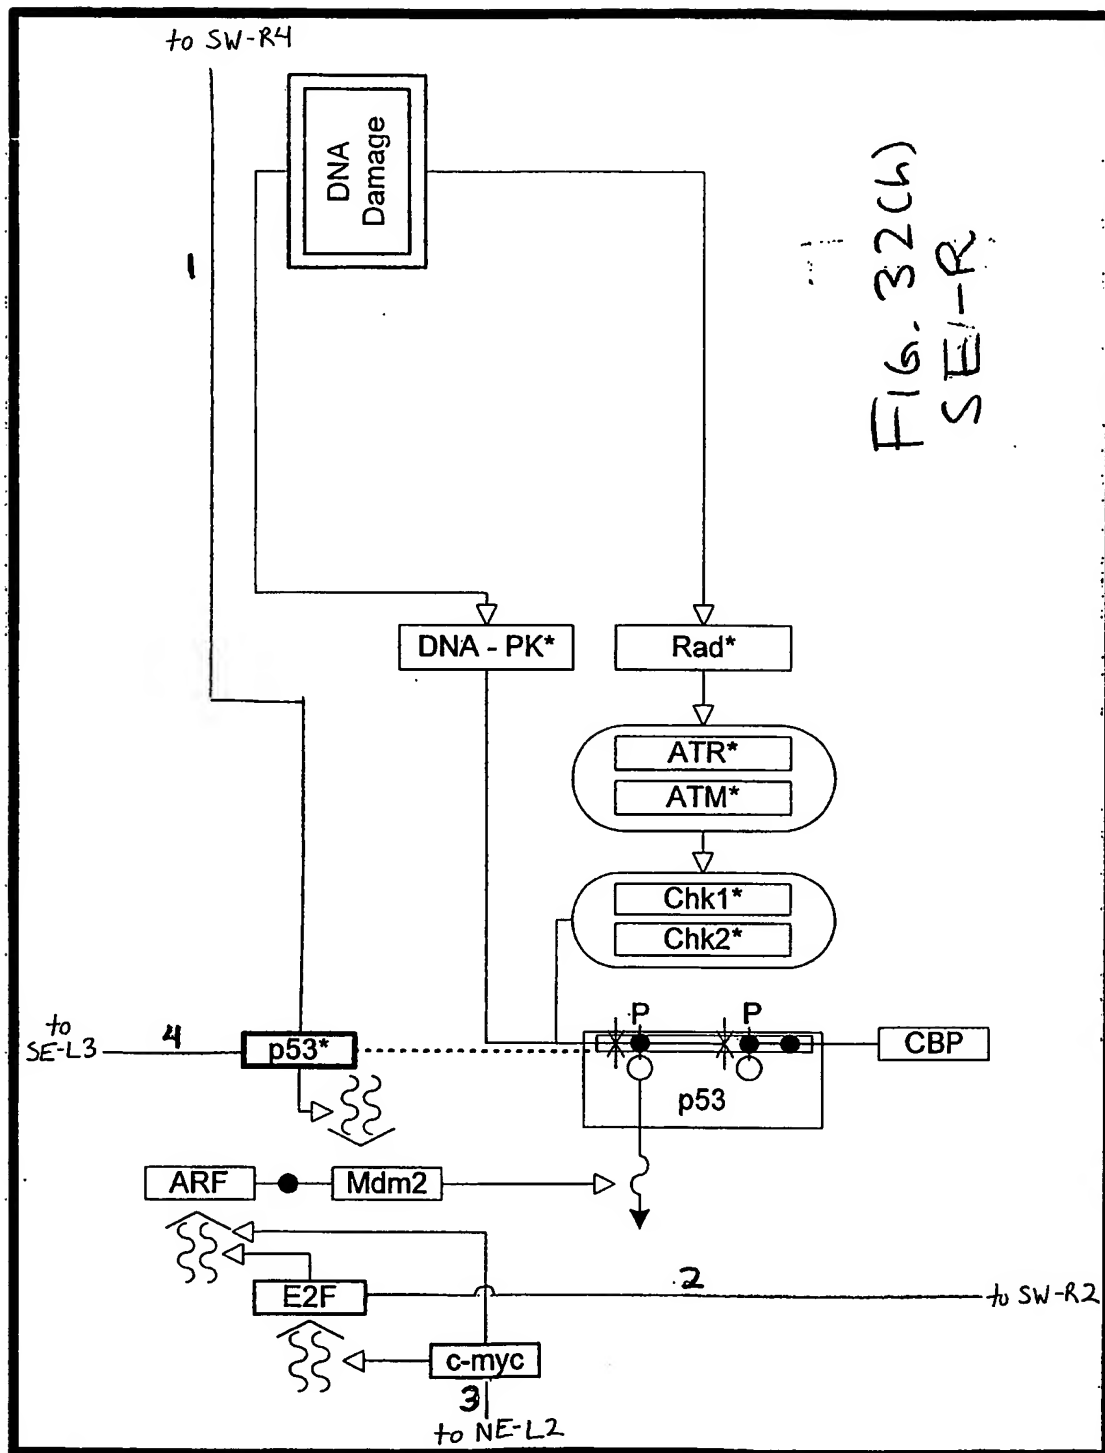 to SW-R4
DNA
Damage
1
FIG. 32(h)
SE-R
DNA - PK*
Rad*
ATR*
ATM*
Chk1*
Chk2*
to
SE-L3
4
p53*
P
P
CBP
p53
ARF
Mdm2
E2F
2
to SW-R2
c-myc
3
to NE-L2